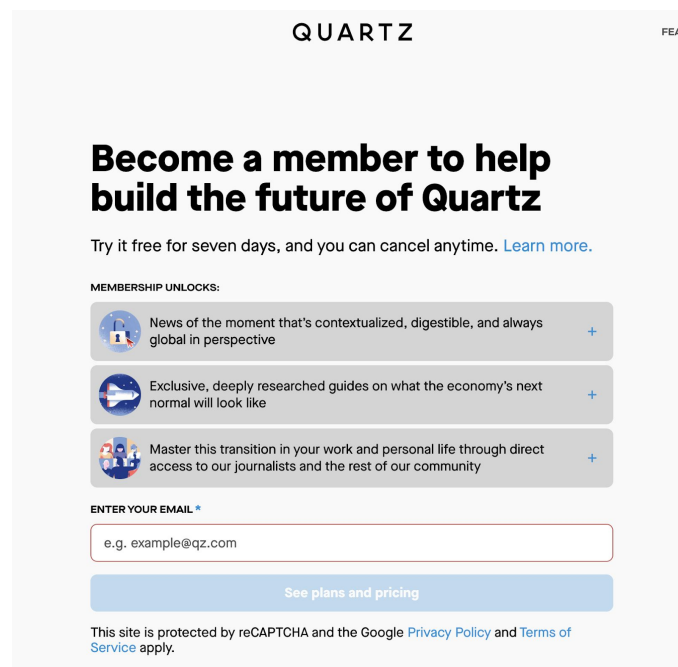 QUARTZ
FEA
Become a member to help
build the future of Quartz
Try it free for seven days, and you can cancel anytime. Learn more.
MEMBERSHIP UNLOCKS:
News of the moment that's contextualized, digestible, and always
global in perspective
+
Exclusive, deeply researched guides on what the economy's next
normal will look like
+
Master this transition in your work and personal life through direct
access to our journalists and the rest of our community
+
ENTER YOUR EMAIL *
e.g. example@qz.com
See plans and pricing
This site is protected by reCAPTCHA and the Google Privacy Policy and Terms of
Service apply.